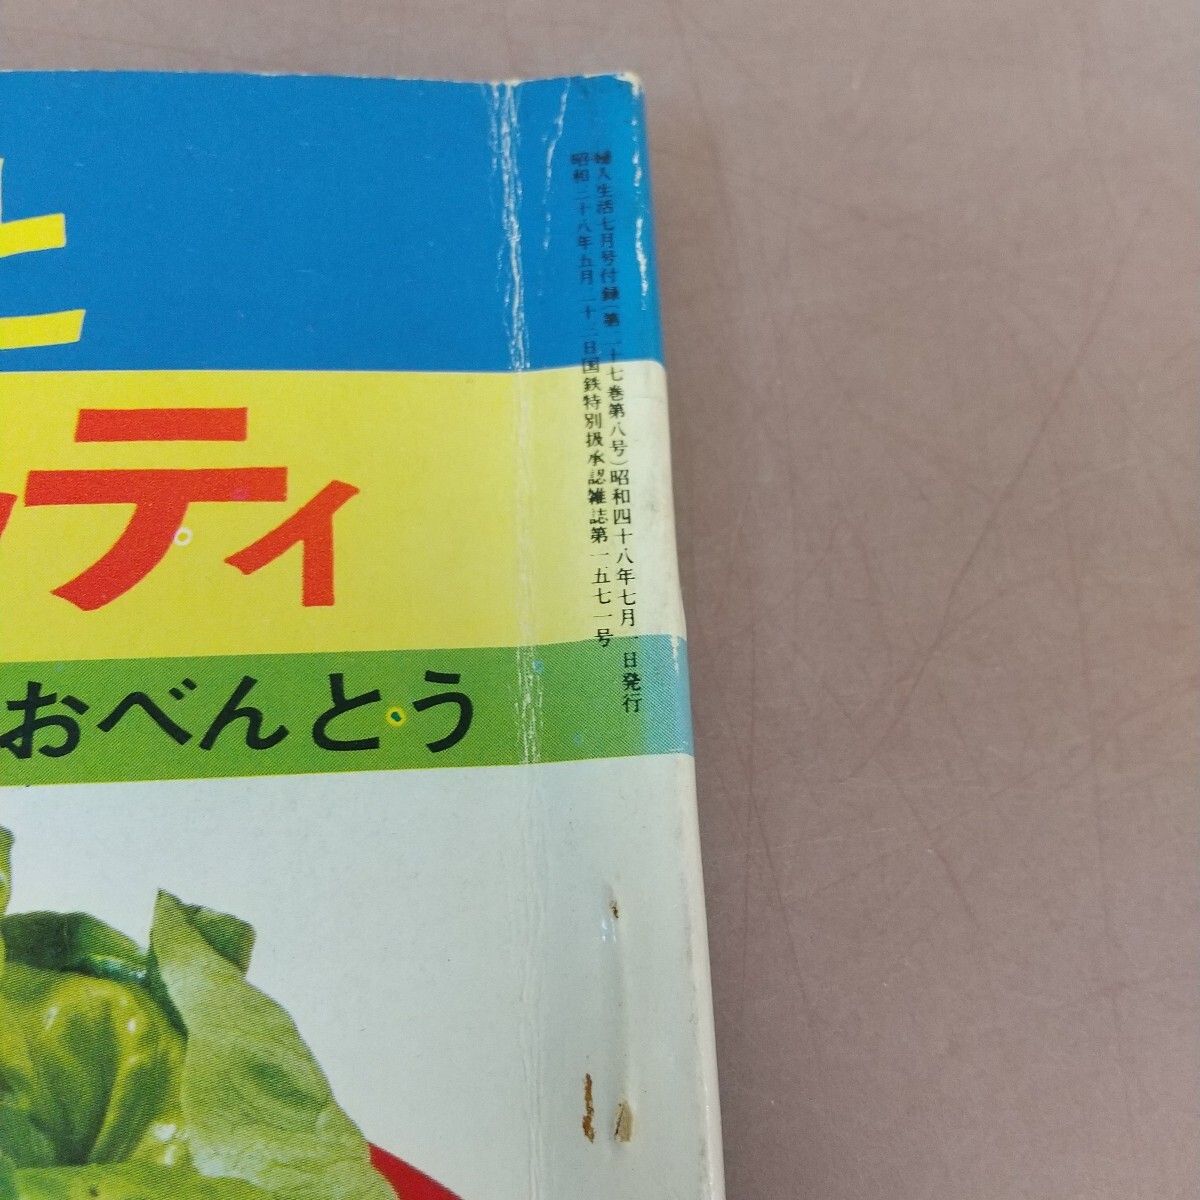 と
ティ
おべんとう
婦人生活七月号付録(第二十七巻第八号)昭和四十八年七月一日発行
昭和二十八年五月二十二日国鉄特別扱承認雑誌第一五七一号